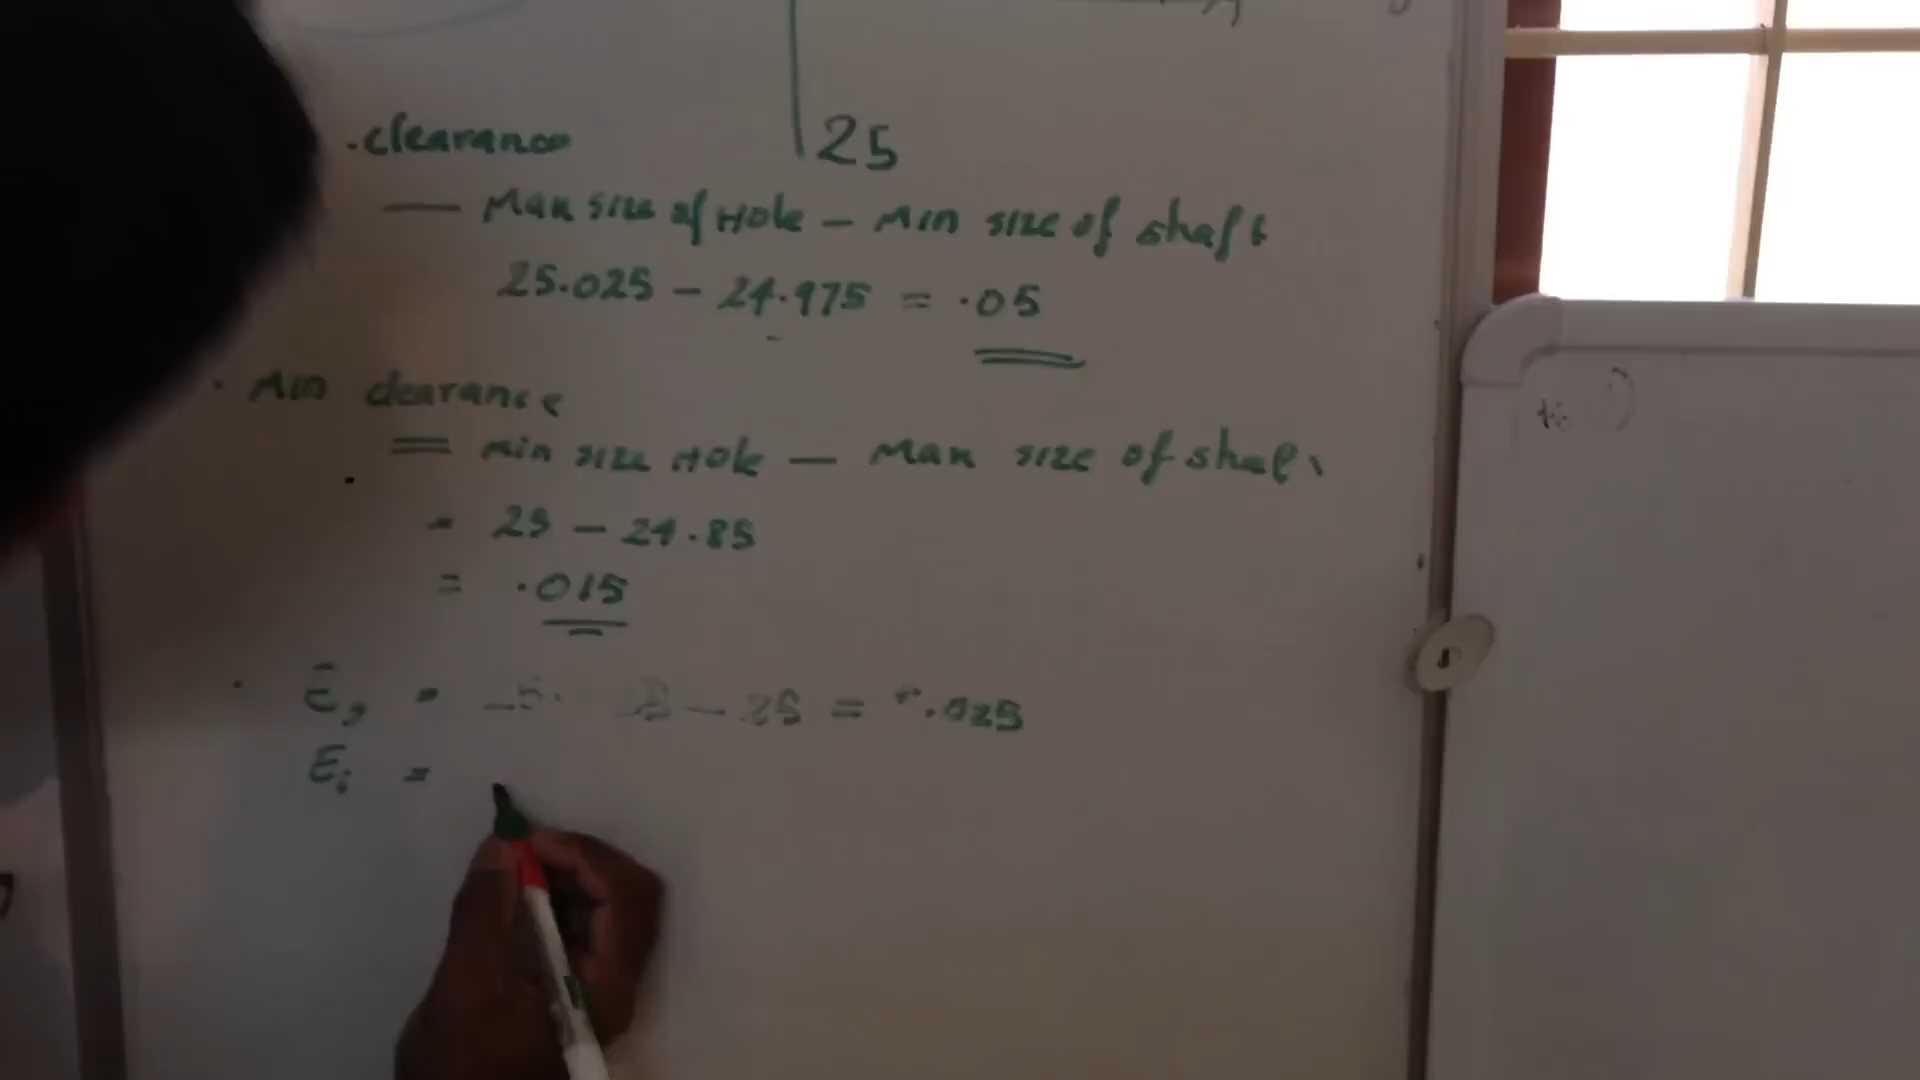 25
. clearance
— Max size of Hole – Min size of shaft
25.025 – 24.975 = .05
. Min clearance
= Min size Hole — Max size of shaft
= 25 – 24.85
= .015
. Es = – 25 = +.025
Ei =